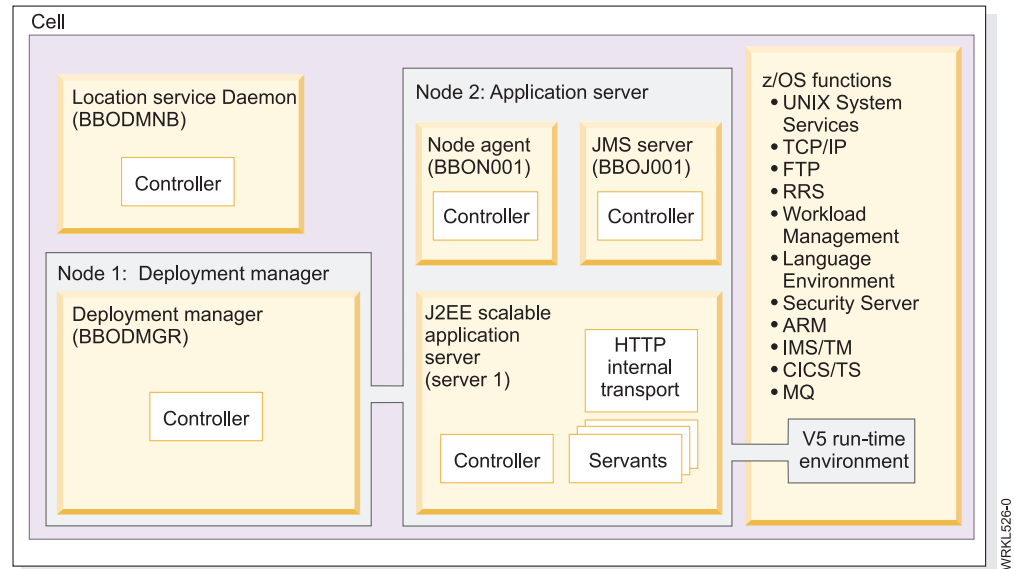 Cell
Location service Daemon
(BBODMNB)
Controller
Node 1:  Deployment manager
Deployment manager
(BBODMGR)
Controller
Node 2: Application server
Node agent
(BBON001)
Controller
JMS server
(BBOJ001)
Controller
J2EE scalable
application
server
(server 1)
HTTP
internal
transport
Controller
Servants
z/OS functions
• UNIX System
Services
• TCP/IP
• FTP
• RRS
• Workload
Management
• Language
Environment
• Security Server
• ARM
• IMS/TM
• CICS/TS
• MQ
V5 run-time
environment
WRKL526-0